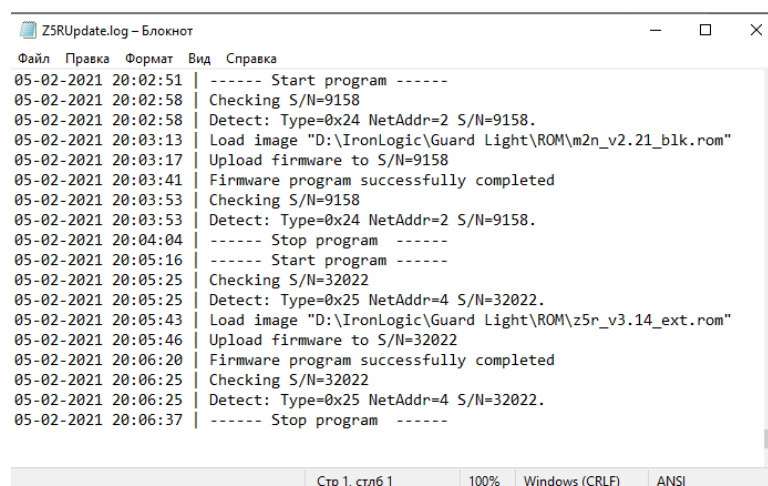 Z5RUpdate.log – Блокнот
Файл Правка Формат Вид Справка
05-02-2021 20:02:51 | ------ Start program ------
05-02-2021 20:02:58 | Checking S/N=9158
05-02-2021 20:02:58 | Detect: Type=0x24 NetAddr=2 S/N=9158.
05-02-2021 20:03:13 | Load image "D:\IronLogic\Guard Light\ROM\m2n_v2.21_blk.rom"
05-02-2021 20:03:17 | Upload firmware to S/N=9158
05-02-2021 20:03:41 | Firmware program successfully completed
05-02-2021 20:03:53 | Checking S/N=9158
05-02-2021 20:03:53 | Detect: Type=0x24 NetAddr=2 S/N=9158.
05-02-2021 20:04:04 | ------ Stop program  ------
05-02-2021 20:05:16 | ------ Start program ------
05-02-2021 20:05:25 | Checking S/N=32022
05-02-2021 20:05:25 | Detect: Type=0x25 NetAddr=4 S/N=32022.
05-02-2021 20:05:43 | Load image "D:\IronLogic\Guard Light\ROM\z5r_v3.14_ext.rom"
05-02-2021 20:05:46 | Upload firmware to S/N=32022
05-02-2021 20:06:20 | Firmware program successfully completed
05-02-2021 20:06:25 | Checking S/N=32022
05-02-2021 20:06:25 | Detect: Type=0x25 NetAddr=4 S/N=32022.
05-02-2021 20:06:37 | ------ Stop program  ------
Стр 1, стлб 1 100% Windows (CRLF) ANSI